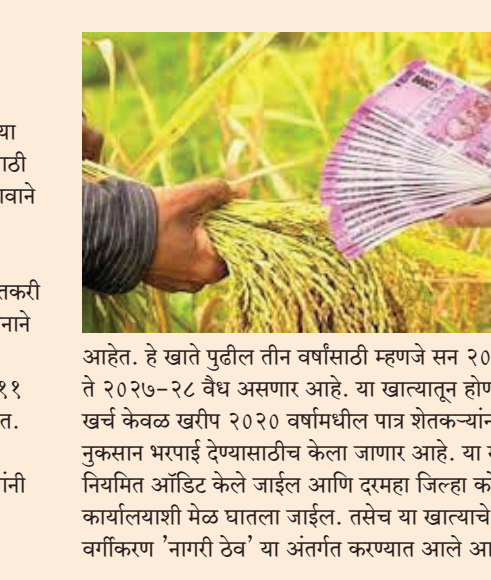 या
ाठी
ावाने
तकरी
नाने
११
त.
ांनी
आहेत. हे खाते पुढील तीन वर्षांसाठी म्हणजे सन २०
ते २०२७-२८ वैध असणार आहे. या खात्यातून होण
खर्च केवळ खरीप २०२० वर्षामधील पात्र शेतकऱ्यांन
नुकसान भरपाई देण्यासाठीच केला जाणार आहे. या
नियमित ऑडिट केले जाईल आणि दरमहा जिल्हा को
कार्यालयाशी मेळ घातला जाईल. तसेच या खात्याचे
वर्गीकरण 'नागरी ठेव' या अंतर्गत करण्यात आले आ